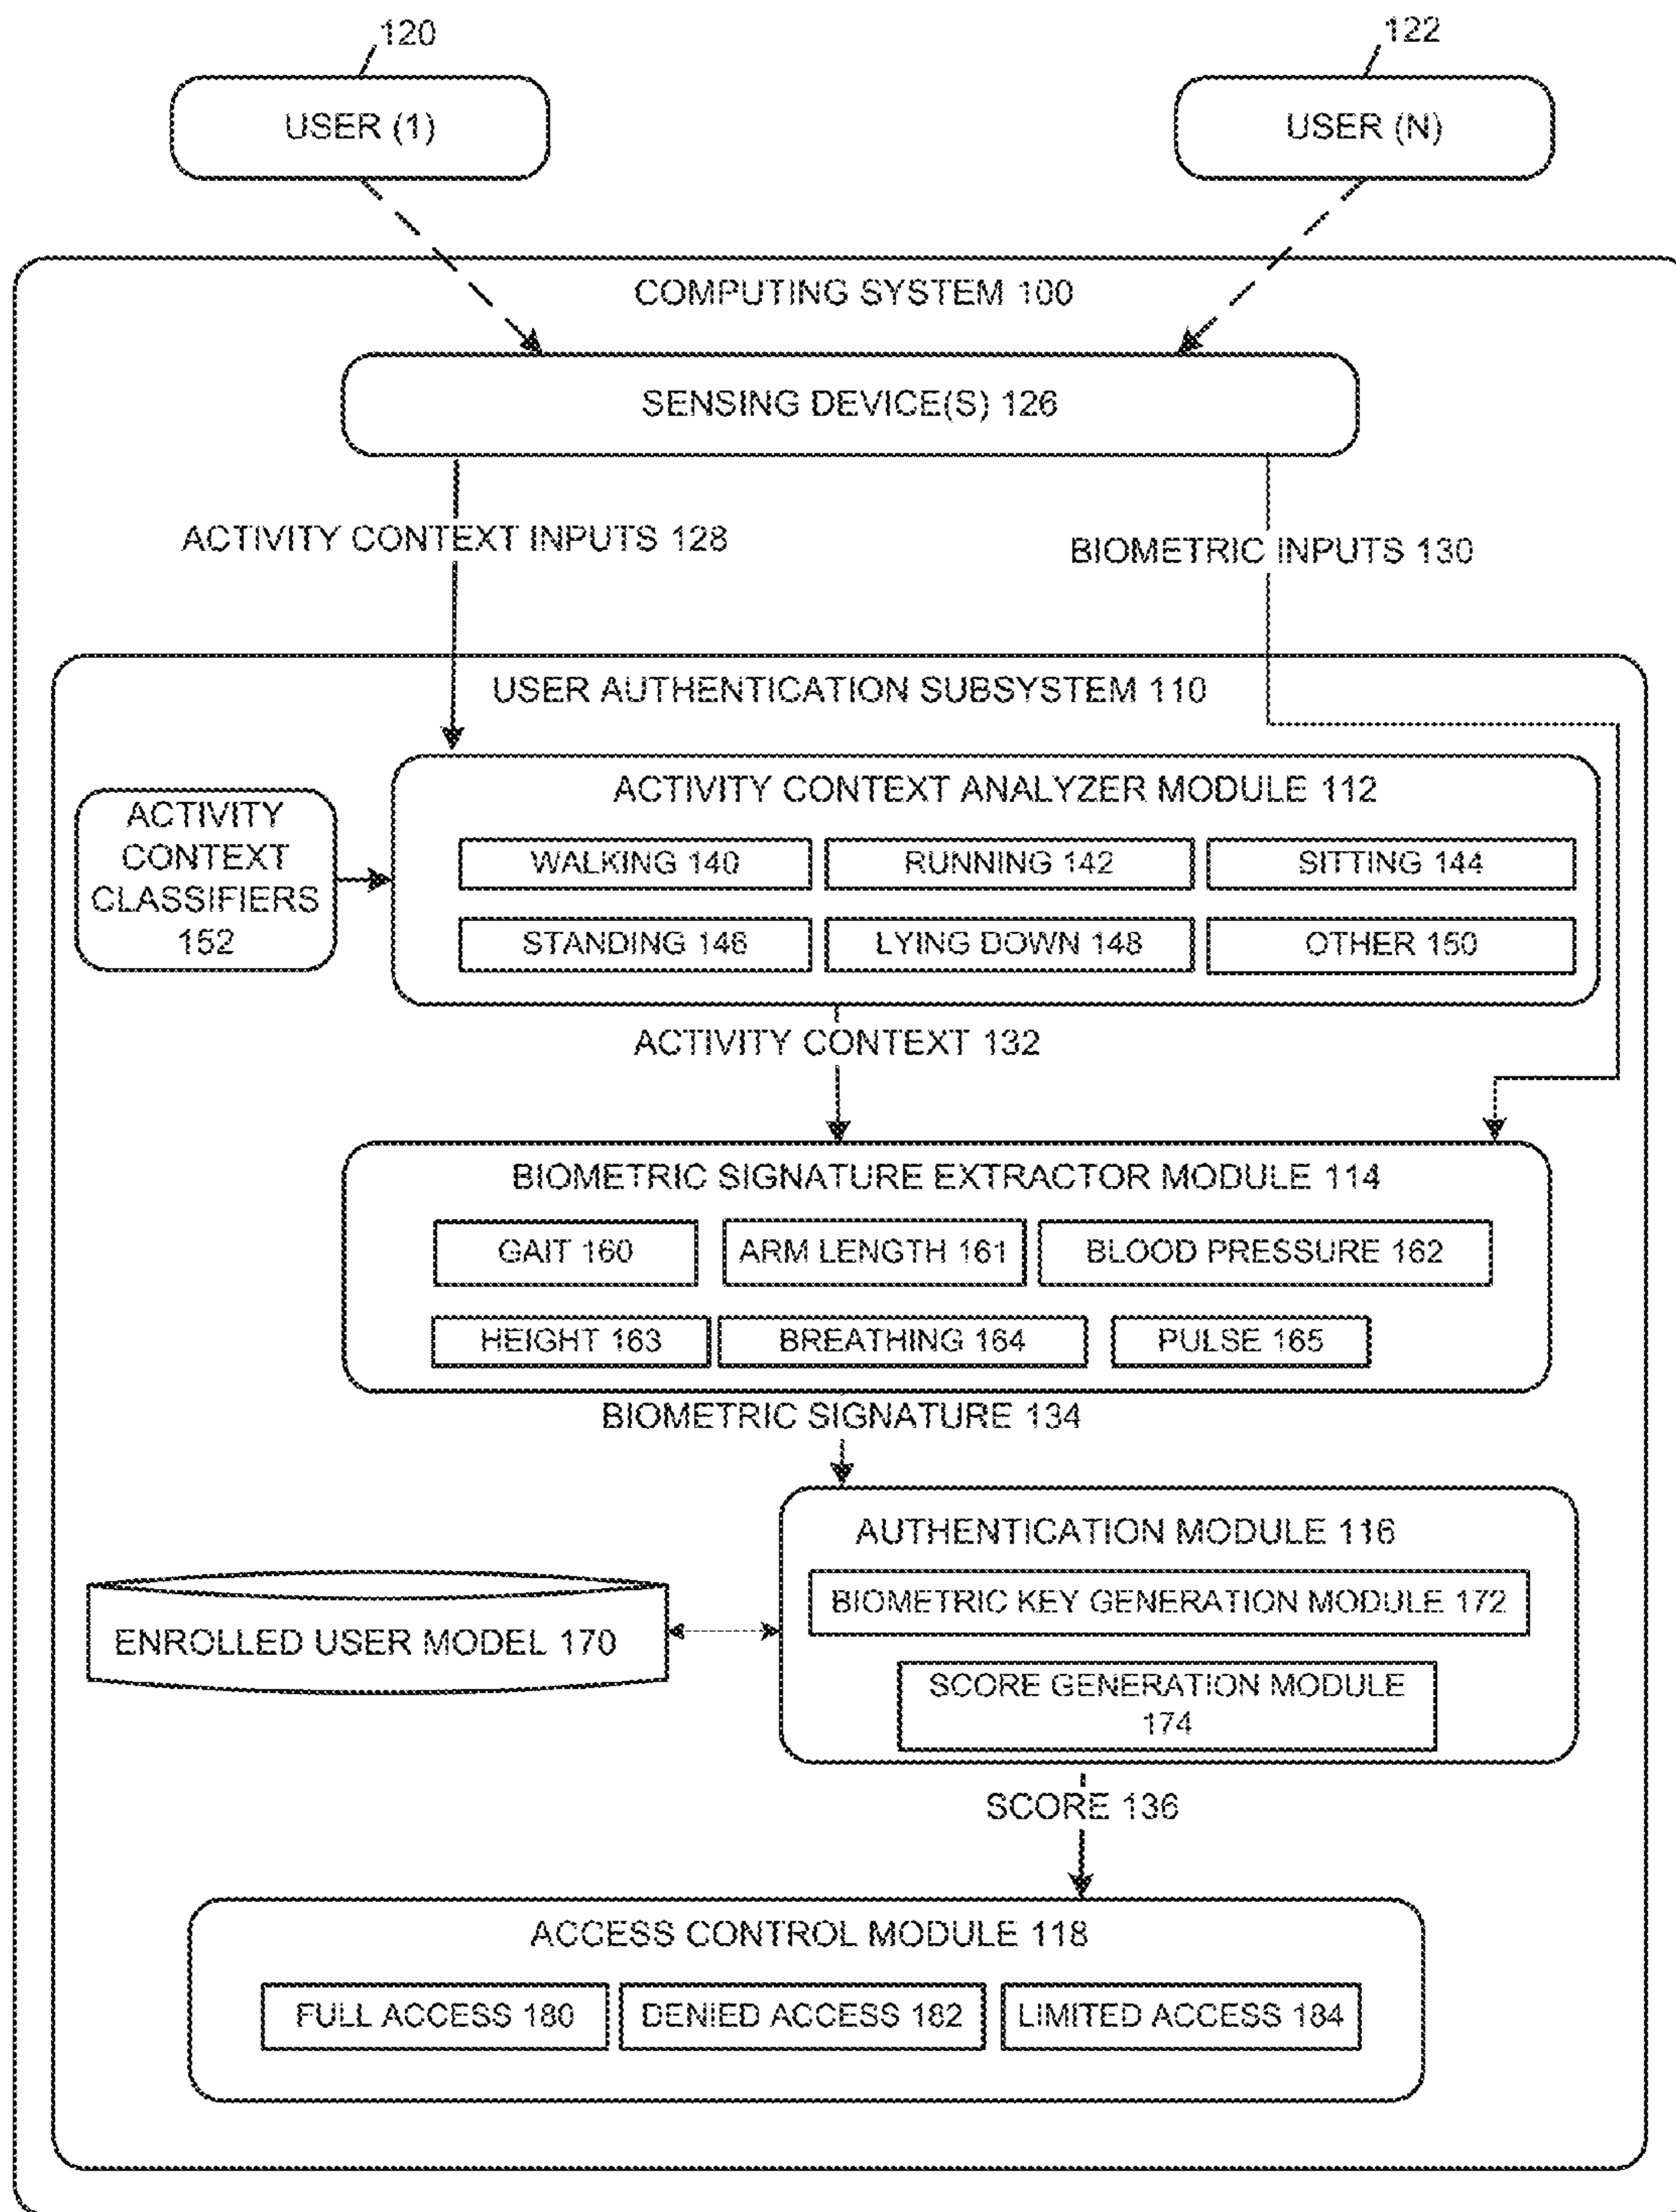 120
122
USER (1)
USER (N)
COMPUTING SYSTEM 100
SENSING DEVICE(S) 126
ACTIVITY CONTEXT INPUTS 128
BIOMETRIC INPUTS 130
USER AUTHENTICATION SUBSYSTEM 110
ACTIVITY
CONTEXT
CLASSIFIERS
152
ACTIVITY CONTEXT ANALYZER MODULE 112
WALKING 140
RUNNING 142
SITTING 144
STANDING 146
LYING DOWN 148
OTHER 150
ACTIVITY CONTEXT 132
BIOMETRIC SIGNATURE EXTRACTOR MODULE 114
GAIT 160
ARM LENGTH 161
BLOOD PRESSURE 162
HEIGHT 163
BREATHING 164
PULSE 165
BIOMETRIC SIGNATURE 134
AUTHENTICATION MODULE 116
BIOMETRIC KEY GENERATION MODULE 172
ENROLLED USER MODEL 170
SCORE GENERATION MODULE
174
SCORE 136
ACCESS CONTROL MODULE 118
FULL ACCESS 180
DENIED ACCESS 182
LIMITED ACCESS 184